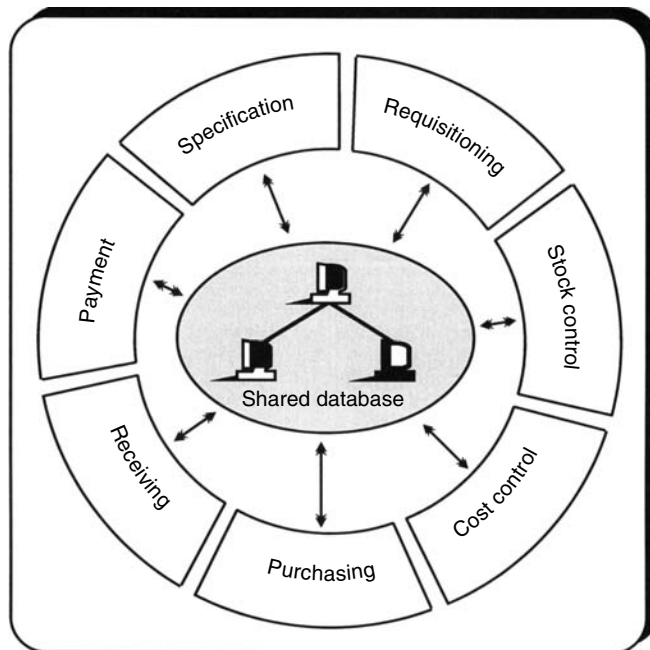 Specification
Requisitioning
Stock control
Cost control
Purchasing
Receiving
Payment
Shared database